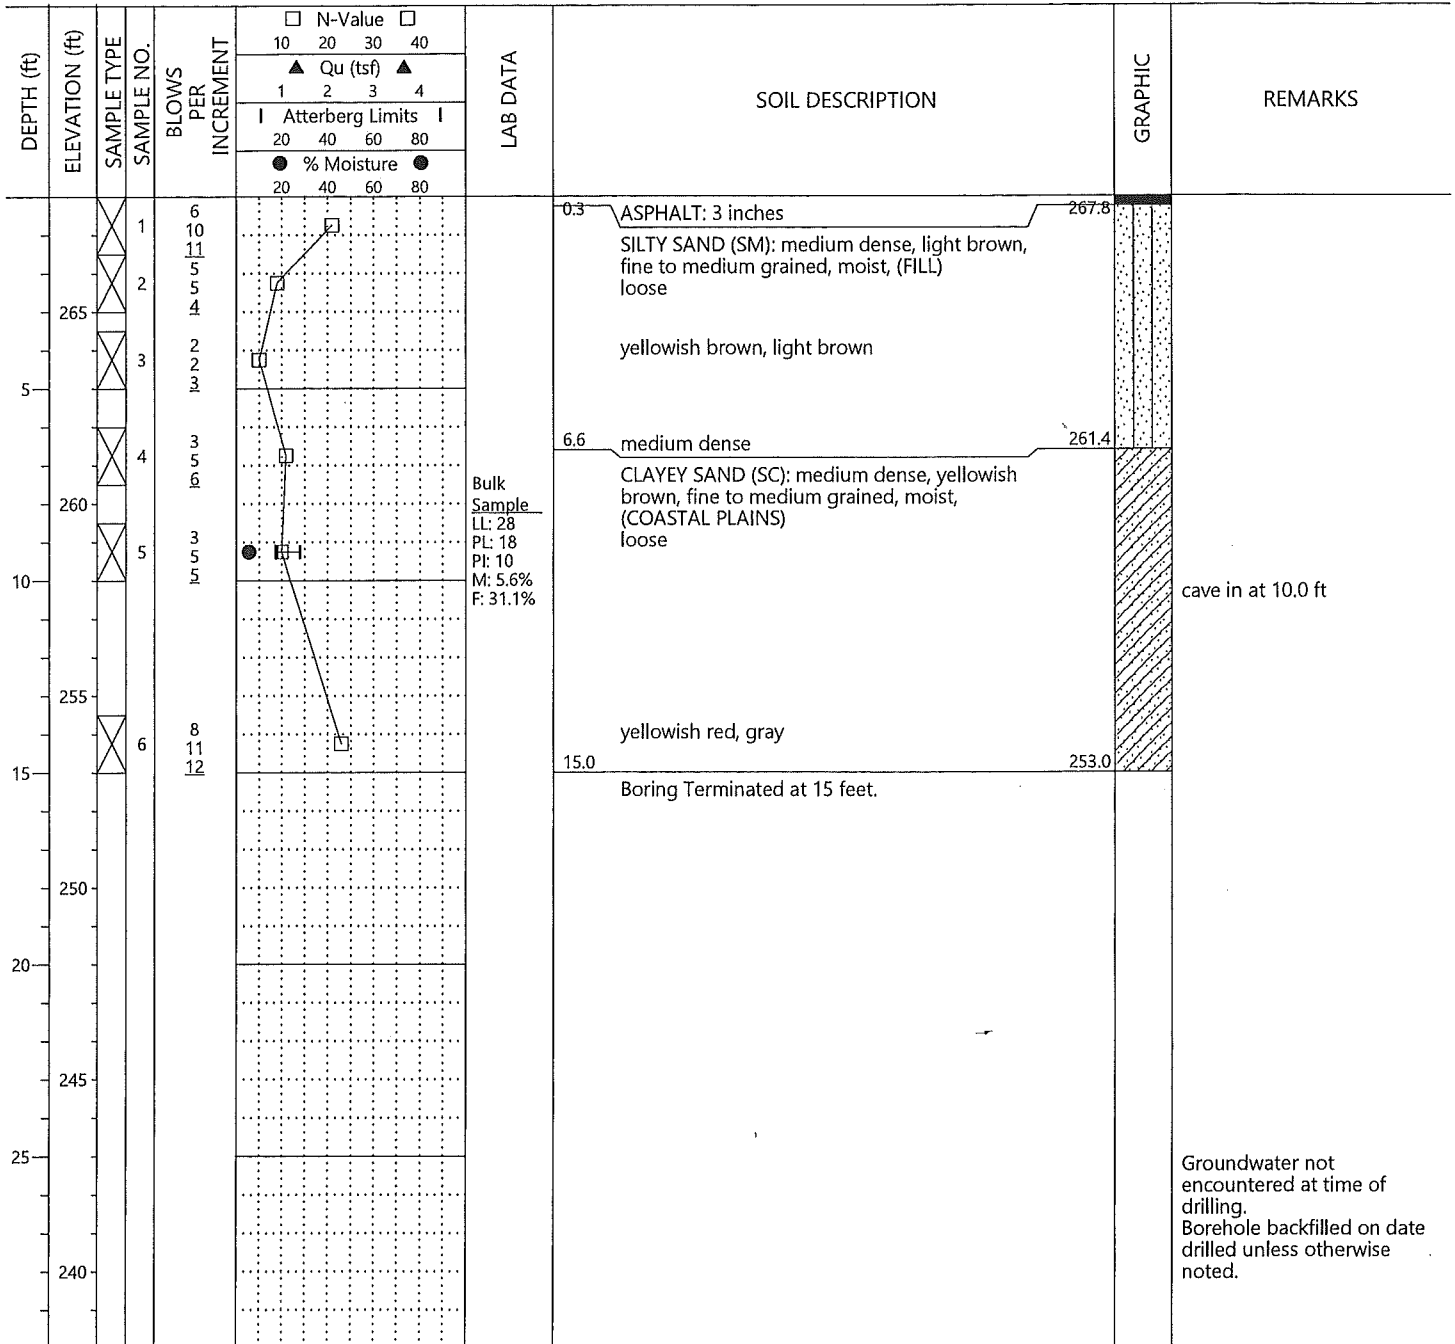 DEPTH (ft)
ELEVATION (ft)
SAMPLE TYPE
SAMPLE NO.
BLOWS
PER
INCREMENT
N-Value
10 20 30 40
Qu (tsf)
1 2 3 4
Atterberg Limits
20 40 60 80
% Moisture
20 40 60 80
LAB DATA
SOIL DESCRIPTION
GRAPHIC
REMARKS
0.3 ASPHALT: 3 inches 267.8
1
6
10
11
SILTY SAND (SM): medium dense, light brown,
fine to medium grained, moist, (FILL)
loose
2
5
5
4
265
yellowish brown, light brown
3
2
2
3
5
6.6 medium dense 261.4
4
3
5
6
CLAYEY SAND (SC): medium dense, yellowish
brown, fine to medium grained, moist,
(COASTAL PLAINS)
loose
260
Bulk
Sample
LL: 28
PL: 18
PI: 10
M: 5.6%
F: 31.1%
5
3
5
5
10
cave in at 10.0 ft
255
yellowish red, gray
6
8
11
12
15
15.0 253.0
Boring Terminated at 15 feet.
250
20
245
25
Groundwater not
encountered at time of
drilling.
Borehole backfilled on date
drilled unless otherwise
noted.
240